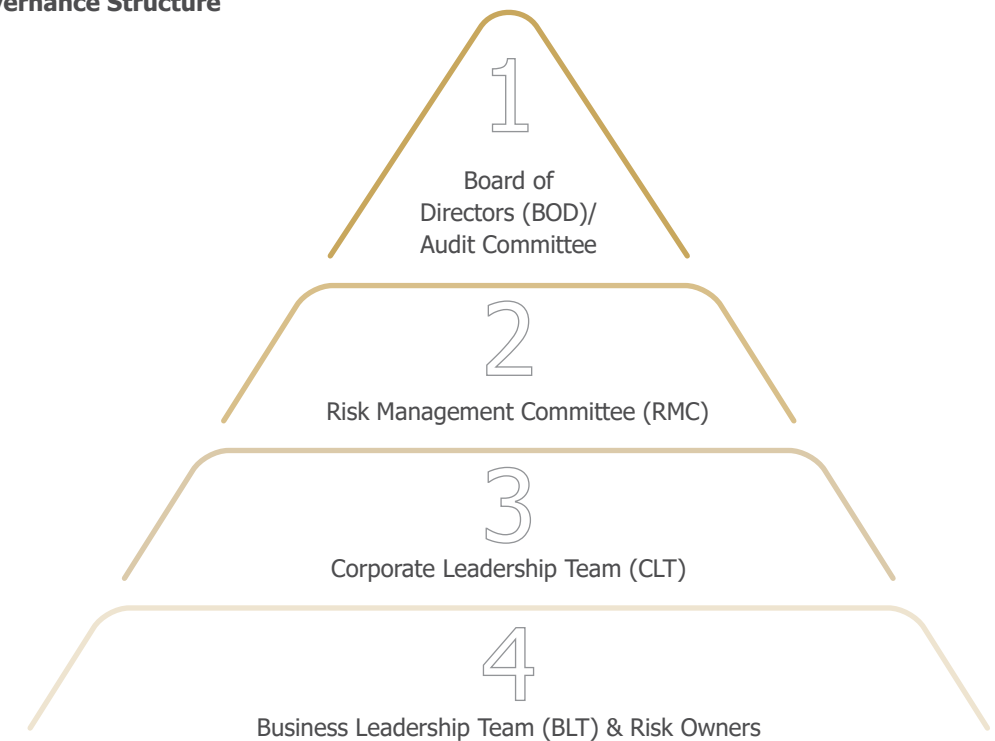 vernance Structure
1
Board of
Directors (BOD)/
Audit Committee
2
Risk Management Committee (RMC)
3
Corporate Leadership Team (CLT)
4
Business Leadership Team (BLT) & Risk Owners